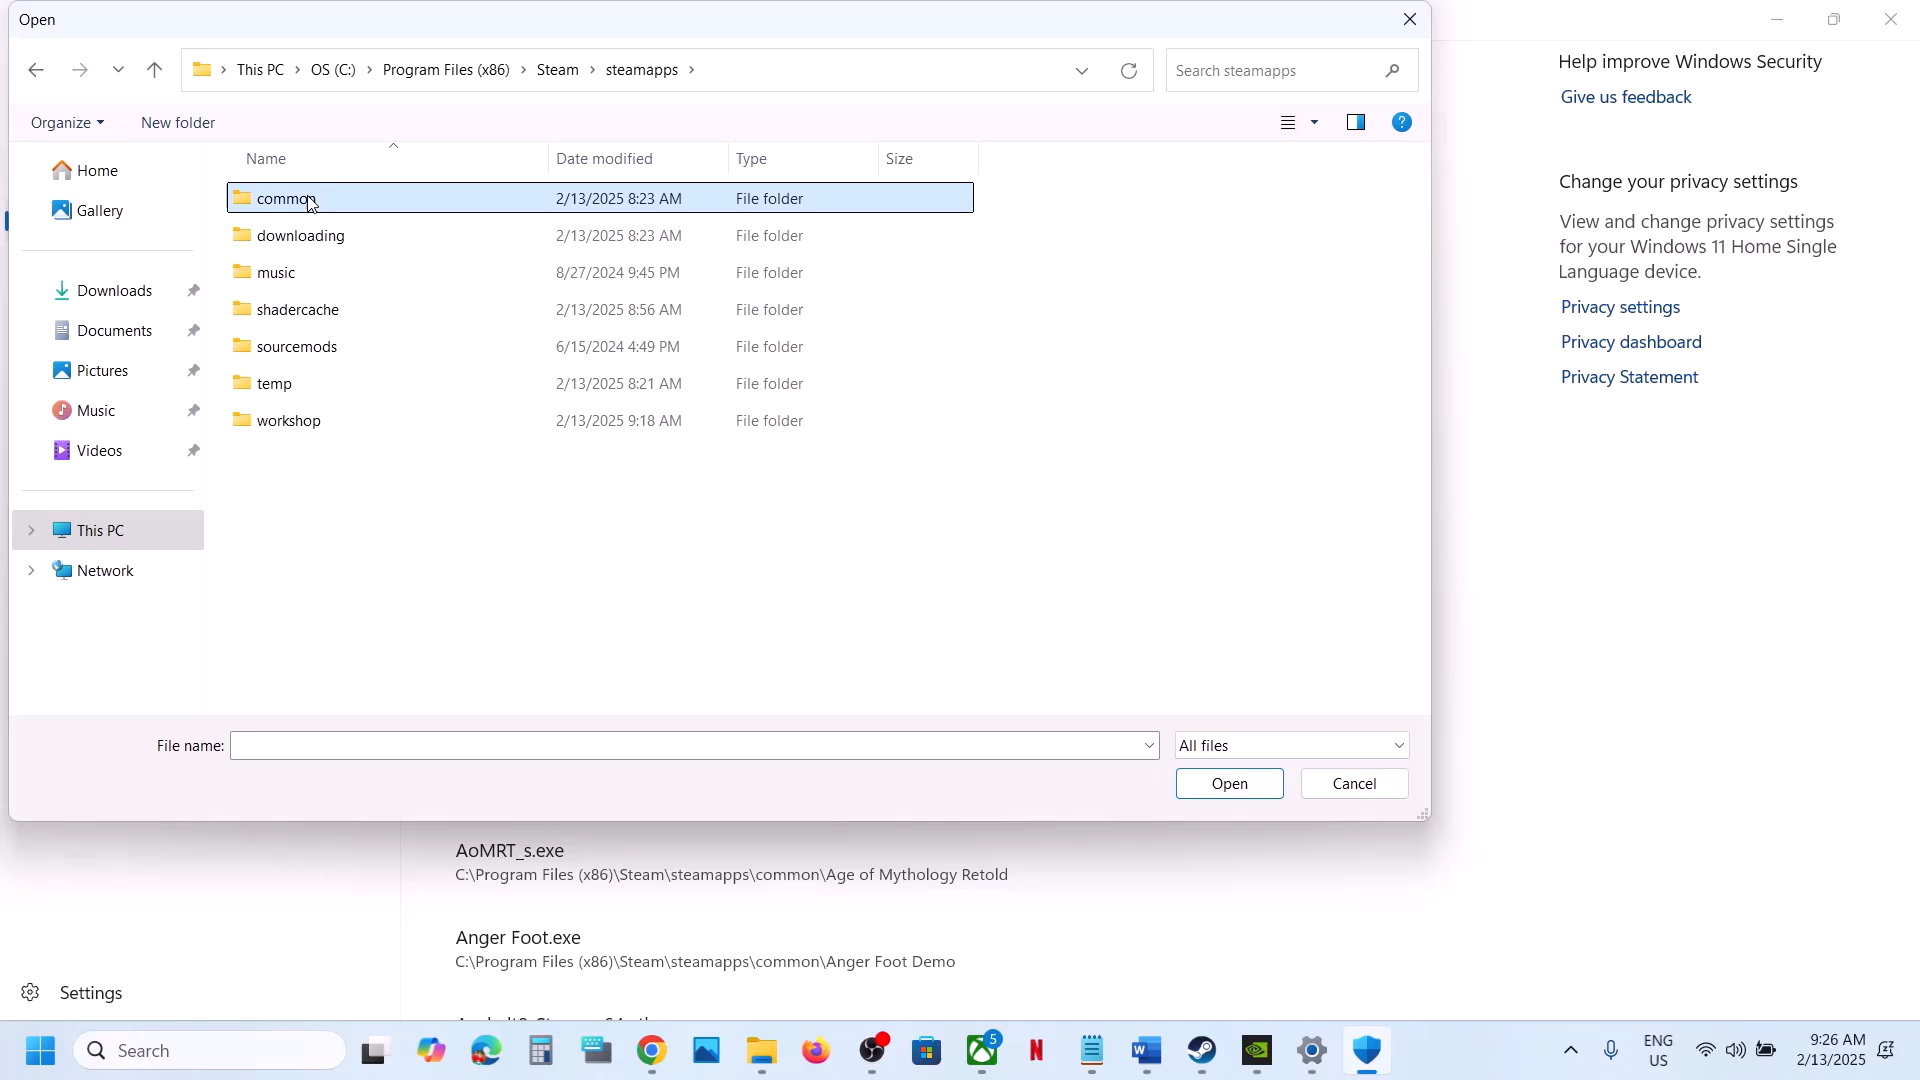 Open
This PC > OS (C:) > Program Files (x86) > Steam > steamapps >
Search steamapps
Organize
New folder
Home
Gallery
Downloads
Documents
Pictures
Music
Videos
This PC
Network
Name Date modified Type Size
common 2/13/2025 8:23 AM File folder
downloading 2/13/2025 8:23 AM File folder
music 8/27/2024 9:45 PM File folder
shadercache 2/13/2025 8:56 AM File folder
sourcemods 6/15/2024 4:49 PM File folder
temp 2/13/2025 8:21 AM File folder
workshop 2/13/2025 9:18 AM File folder
File name:
All files
Open
Cancel
Help improve Windows Security
Give us feedback
Change your privacy settings
View and change privacy settings
for your Windows 11 Home Single
Language device.
Privacy settings
Privacy dashboard
Privacy Statement
AoMRT_s.exe
C:\Program Files (x86)\Steam\steamapps\common\Age of Mythology Retold
Anger Foot.exe
C:\Program Files (x86)\Steam\steamapps\common\Anger Foot Demo
Settings
Search
5
ENG
US
9:26 AM
2/13/2025